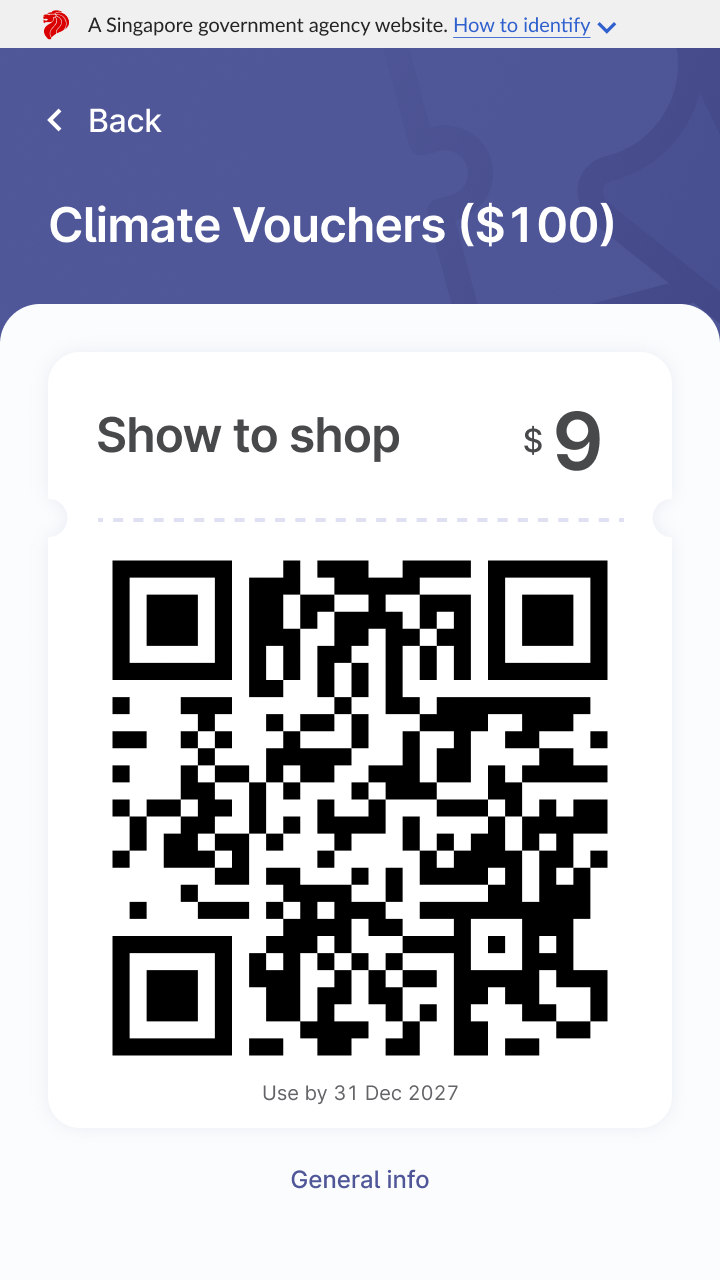 A Singapore government agency website. How to identify
Back
Climate Vouchers ($100)
Show to shop $ 9
Use by 31 Dec 2027
General info